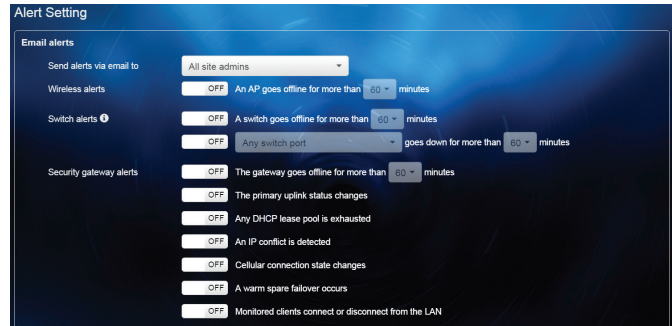 Alert Setting
Email alerts
Send alerts via email to All site admins
Wireless alerts OFF An AP goes offline for more than 60 minutes
Switch alerts OFF A switch goes offline for more than 60 minutes
OFF Any switch port goes down for more than 60 minutes
Security gateway alerts OFF The gateway goes offline for more than 60 minutes
OFF The primary uplink status changes
OFF Any DHCP lease pool is exhausted
OFF An IP conflict is detected
OFF Cellular connection state changes
OFF A warm spare failover occurs
OFF Monitored clients connect or disconnect from the LAN